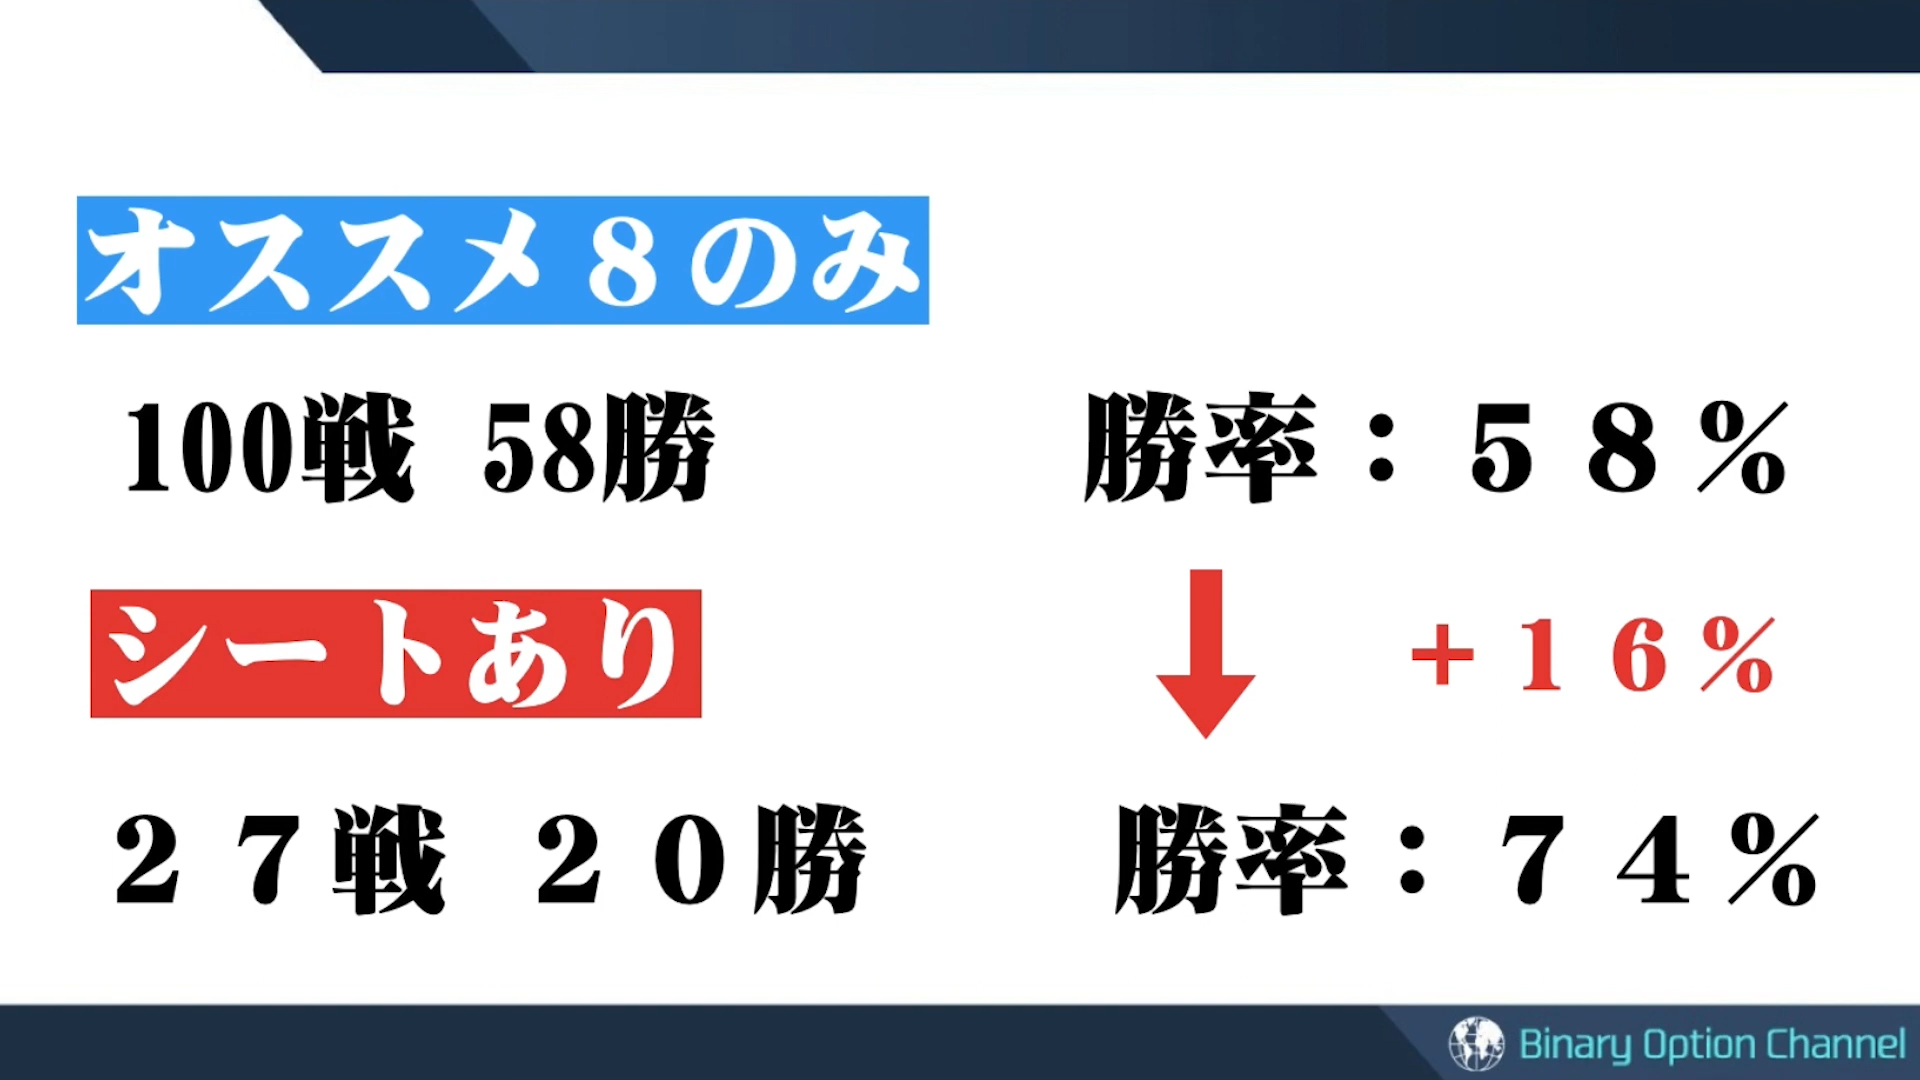 オススメ８のみ
100戦 58勝 勝率：５８％
シートあり
＋１６％
２７戦 ２０勝 勝率：７４％
Binary Option Channel